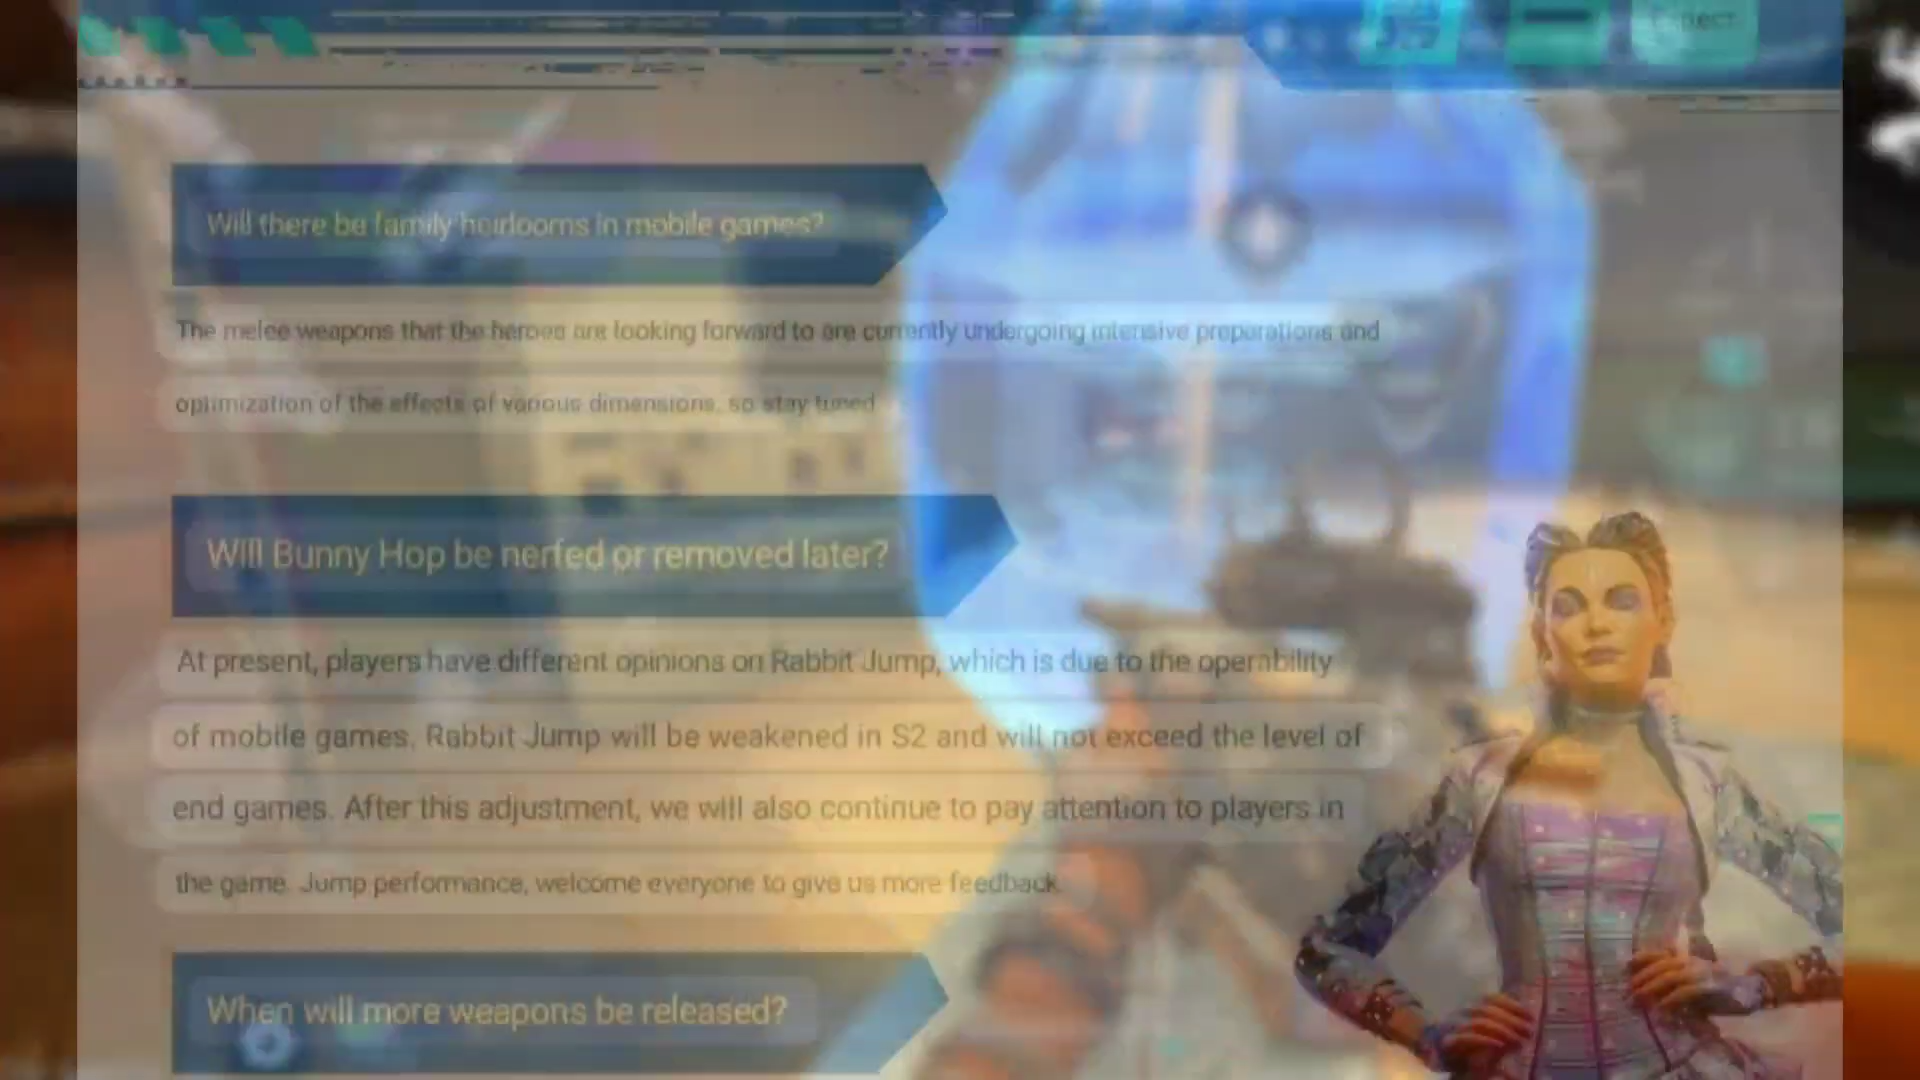 Will there be family heirlooms in mobile games?
The melee weapons that the heroes are looking forward to are currently undergoing intensive preparations and
optimization of the effects of various dimensions, so stay tuned
Will Bunny Hop be nerfed or removed later?
At present, players have different opinions on Rabbit Jump, which is due to the operability
of mobile games. Rabbit Jump will be weakened in S2 and will not exceed the level of
end games. After this adjustment, we will also continue to pay attention to players in
the game. Jump performance, welcome everyone to give us more feedback
When will more weapons be released?